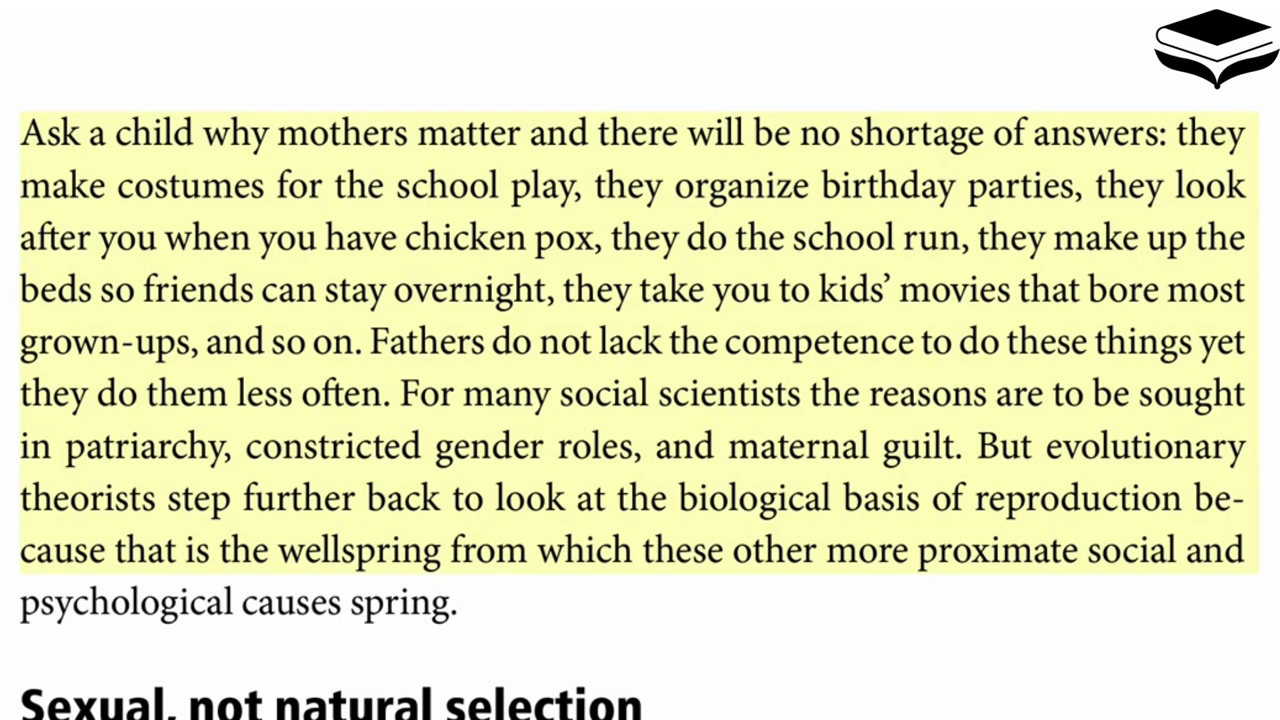 Ask a child why mothers matter and there will be no shortage of answers: they
make costumes for the school play, they organize birthday parties, they look
after you when you have chicken pox, they do the school run, they make up the
beds so friends can stay overnight, they take you to kids’ movies that bore most
grown-ups, and so on. Fathers do not lack the competence to do these things yet
they do them less often. For many social scientists the reasons are to be sought
in patriarchy, constricted gender roles, and maternal guilt. But evolutionary
theorists step further back to look at the biological basis of reproduction be-
cause that is the wellspring from which these other more proximate social and
psychological causes spring.
Sexual, not natural selection